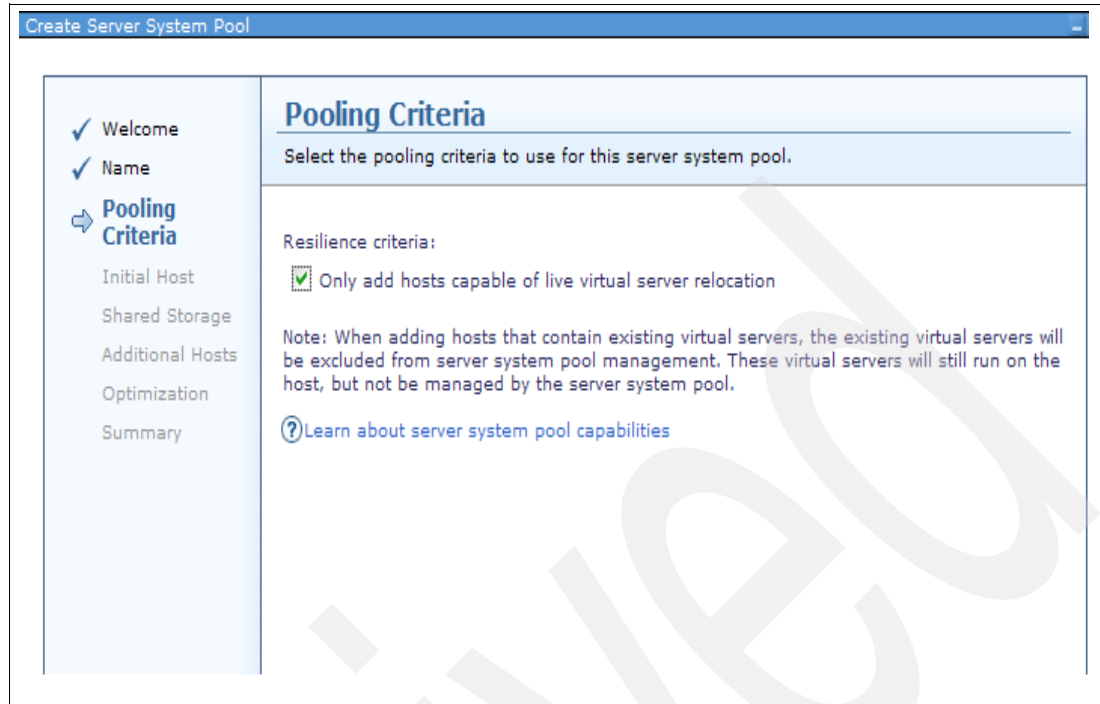 Create Server System Pool
Welcome
Name
Pooling
Criteria
Initial Host
Shared Storage
Additional Hosts
Optimization
Summary
Pooling Criteria
Select the pooling criteria to use for this server system pool.
Resilience criteria:
Only add hosts capable of live virtual server relocation
Note: When adding hosts that contain existing virtual servers, the existing virtual servers will
be excluded from server system pool management. These virtual servers will still run on the
host, but not be managed by the server system pool.
Learn about server system pool capabilities